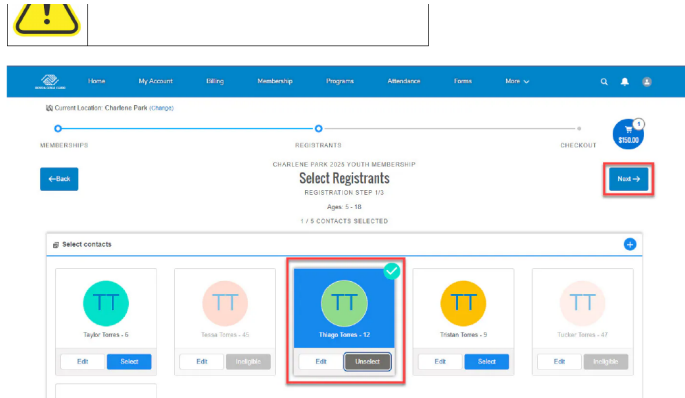 Home My Account Billing Membership Programs Attendance Forms More
Current Location: Charlene Park (Change)
1
$150.00
MEMBERSHIPS REGISTRANTS CHECKOUT
CHARLENE PARK 2025 YOUTH MEMBERSHIP
←Back Select Registrants Next →
REGISTRATION STEP 1/3
Ages: 5 - 18
1 / 5 CONTACTS SELECTED
Select contacts
TT TT TT TT TT
Taylor Torres - 6 Tessa Torres - 45 Thiago Torres - 12 Tristan Torres - 9 Tucker Torres - 47
Edit Select Edit Ineligible Edit Unselect Edit Select Edit Ineligible